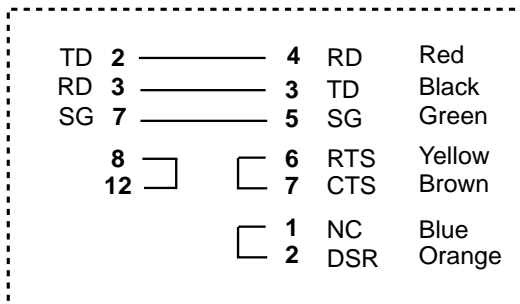 TD 2 4 RD Red
RD 3 3 TD Black
SG 7 5 SG Green
8 6 RTS Yellow
12 7 CTS Brown
1 NC Blue
2 DSR Orange